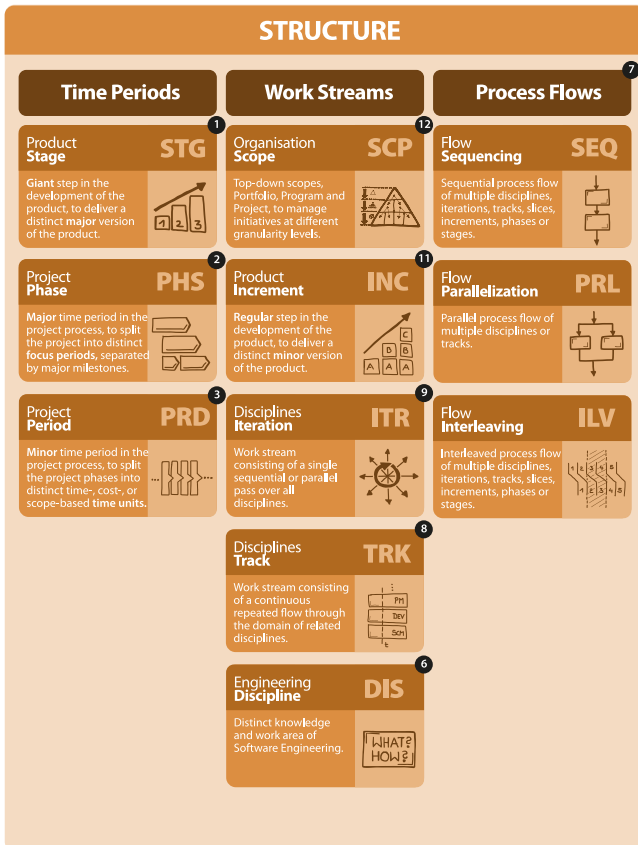 STRUCTURE
Time Periods
1
Product
Stage
STG
Giant step in the
development of the
product, to deliver a
distinct major version
of the product.
1 2 3
2
Project
Phase
PHS
Major time period in the
project process, to split
the project into distinct
focus periods, separated
by major milestones.
3
Project
Period
PRD
Minor time period in the
project process, to split
the project phases into
distinct time-, cost-, or
scope-based time units.
Work Streams
12
Organisation
Scope
SCP
Top-down scopes,
Portfolio, Program and
Project, to manage
initiatives at different
granularity levels.
11
Product
Increment
INC
Regular step in the
development of the
product, to deliver a
distinct minor version
of the product.
C
B B
A A A
9
Disciplines
Iteration
ITR
Work stream
consisting of a single
sequential or parallel
pass over all
disciplines.
8
Disciplines
Track
TRK
Work stream consisting
of a continuous
repeated flow through
the domain of related
disciplines.
PM
DEV
SCM
t
6
Engineering
Discipline
DIS
Distinct knowledge
and work area of
Software Engineering.
WHAT?
HOW?
7
Process Flows
Flow
Sequencing
SEQ
Sequential process flow
of multiple disciplines,
iterations, tracks, slices,
increments, phases or
stages.
Flow
Parallelization
PRL
Parallel process flow of
multiple disciplines or
tracks.
Flow
Interleaving
ILV
Interleaved process flow
of multiple disciplines,
iterations, tracks, slices,
increments, phases or
stages.
1 2 3 4 5
1 2 3 4 5